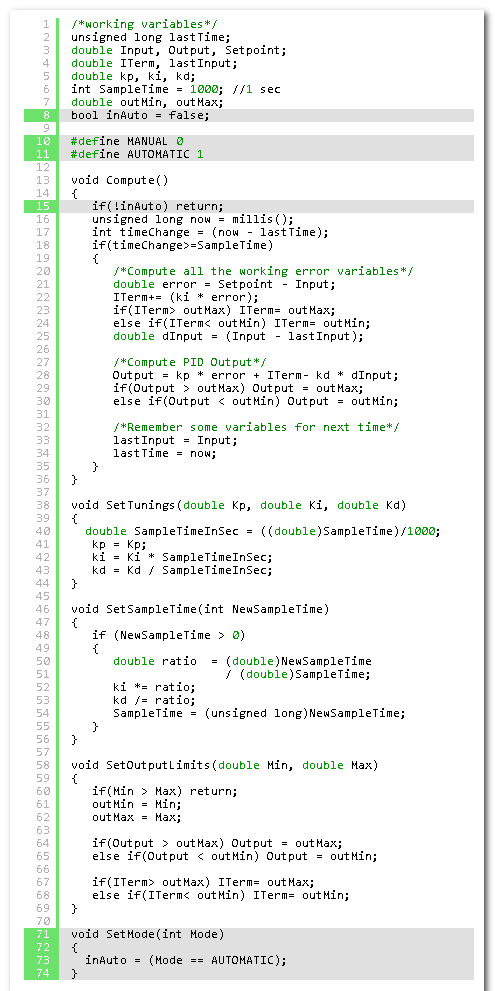 1 /*working variables*/
2 unsigned long lastTime;
3 double Input, Output, Setpoint;
4 double ITerm, lastInput;
5 double kp, ki, kd;
6 int SampleTime = 1000; //1 sec
7 double outMin, outMax;
8 bool inAuto = false;
9
10 #define MANUAL 0
11 #define AUTOMATIC 1
12
13 void Compute()
14 {
15    if(!inAuto) return;
16    unsigned long now = millis();
17    int timeChange = (now - lastTime);
18    if(timeChange>=SampleTime)
19    {
20       /*Compute all the working error variables*/
21       double error = Setpoint - Input;
22       ITerm+= (ki * error);
23       if(ITerm> outMax) ITerm= outMax;
24       else if(ITerm< outMin) ITerm= outMin;
25       double dInput = (Input - lastInput);
26
27       /*Compute PID Output*/
28       Output = kp * error + ITerm- kd * dInput;
29       if(Output > outMax) Output = outMax;
30       else if(Output < outMin) Output = outMin;
31
32       /*Remember some variables for next time*/
33       lastInput = Input;
34       lastTime = now;
35    }
36 }
37
38 void SetTunings(double Kp, double Ki, double Kd)
39 {
40   double SampleTimeInSec = ((double)SampleTime)/1000;
41    kp = Kp;
42    ki = Ki * SampleTimeInSec;
43    kd = Kd / SampleTimeInSec;
44 }
45
46 void SetSampleTime(int NewSampleTime)
47 {
48    if (NewSampleTime > 0)
49    {
50       double ratio  = (double)NewSampleTime
51                       / (double)SampleTime;
52       ki *= ratio;
53       kd /= ratio;
54       SampleTime = (unsigned long)NewSampleTime;
55    }
56 }
57
58 void SetOutputLimits(double Min, double Max)
59 {
60    if(Min > Max) return;
61    outMin = Min;
62    outMax = Max;
63
64    if(Output > outMax) Output = outMax;
65    else if(Output < outMin) Output = outMin;
66
67    if(ITerm> outMax) ITerm= outMax;
68    else if(ITerm< outMin) ITerm= outMin;
69 }
70
71 void SetMode(int Mode)
72 {
73   inAuto = (Mode == AUTOMATIC);
74 }